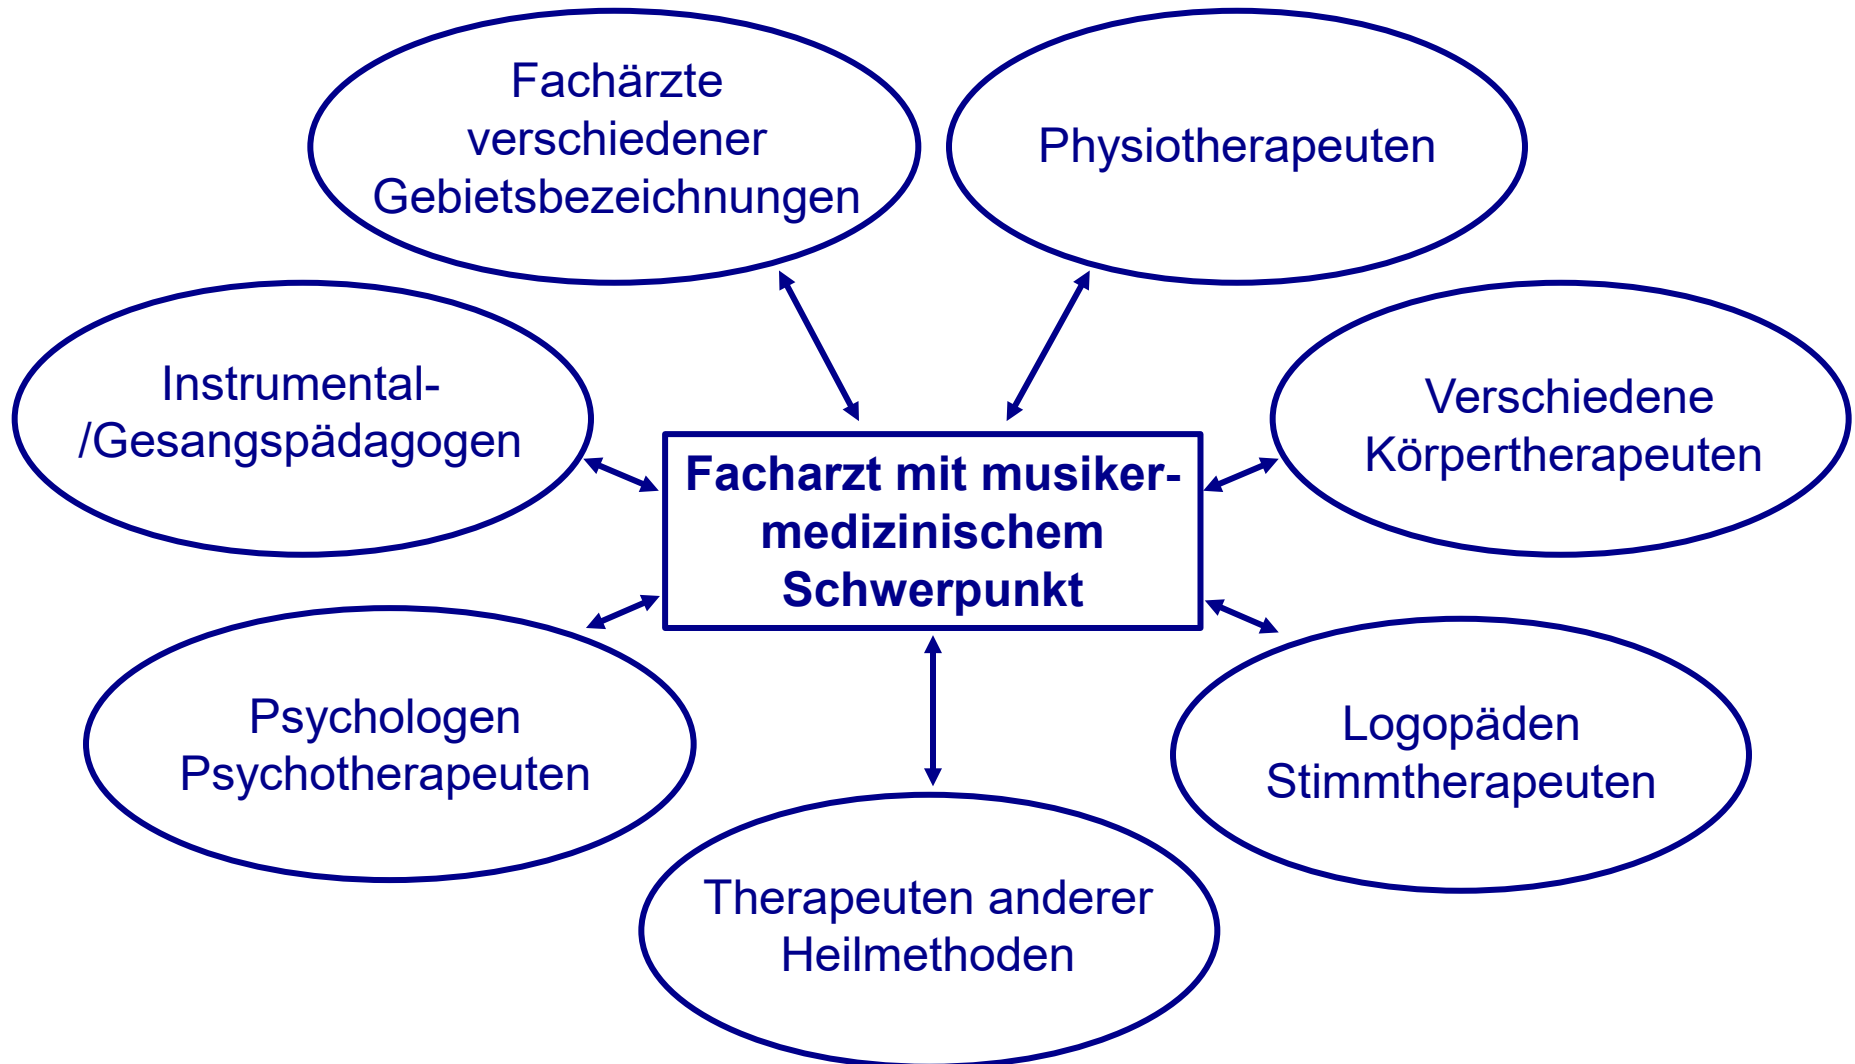 Fachärzte
verschiedener
Gebietsbezeichnungen
Physiotherapeuten
Instrumental-
/Gesangspädagogen
Verschiedene
Körpertherapeuten
Facharzt mit musiker-
medizinischem
Schwerpunkt
Psychologen
Psychotherapeuten
Logopäden
Stimmtherapeuten
Therapeuten anderer
Heilmethoden